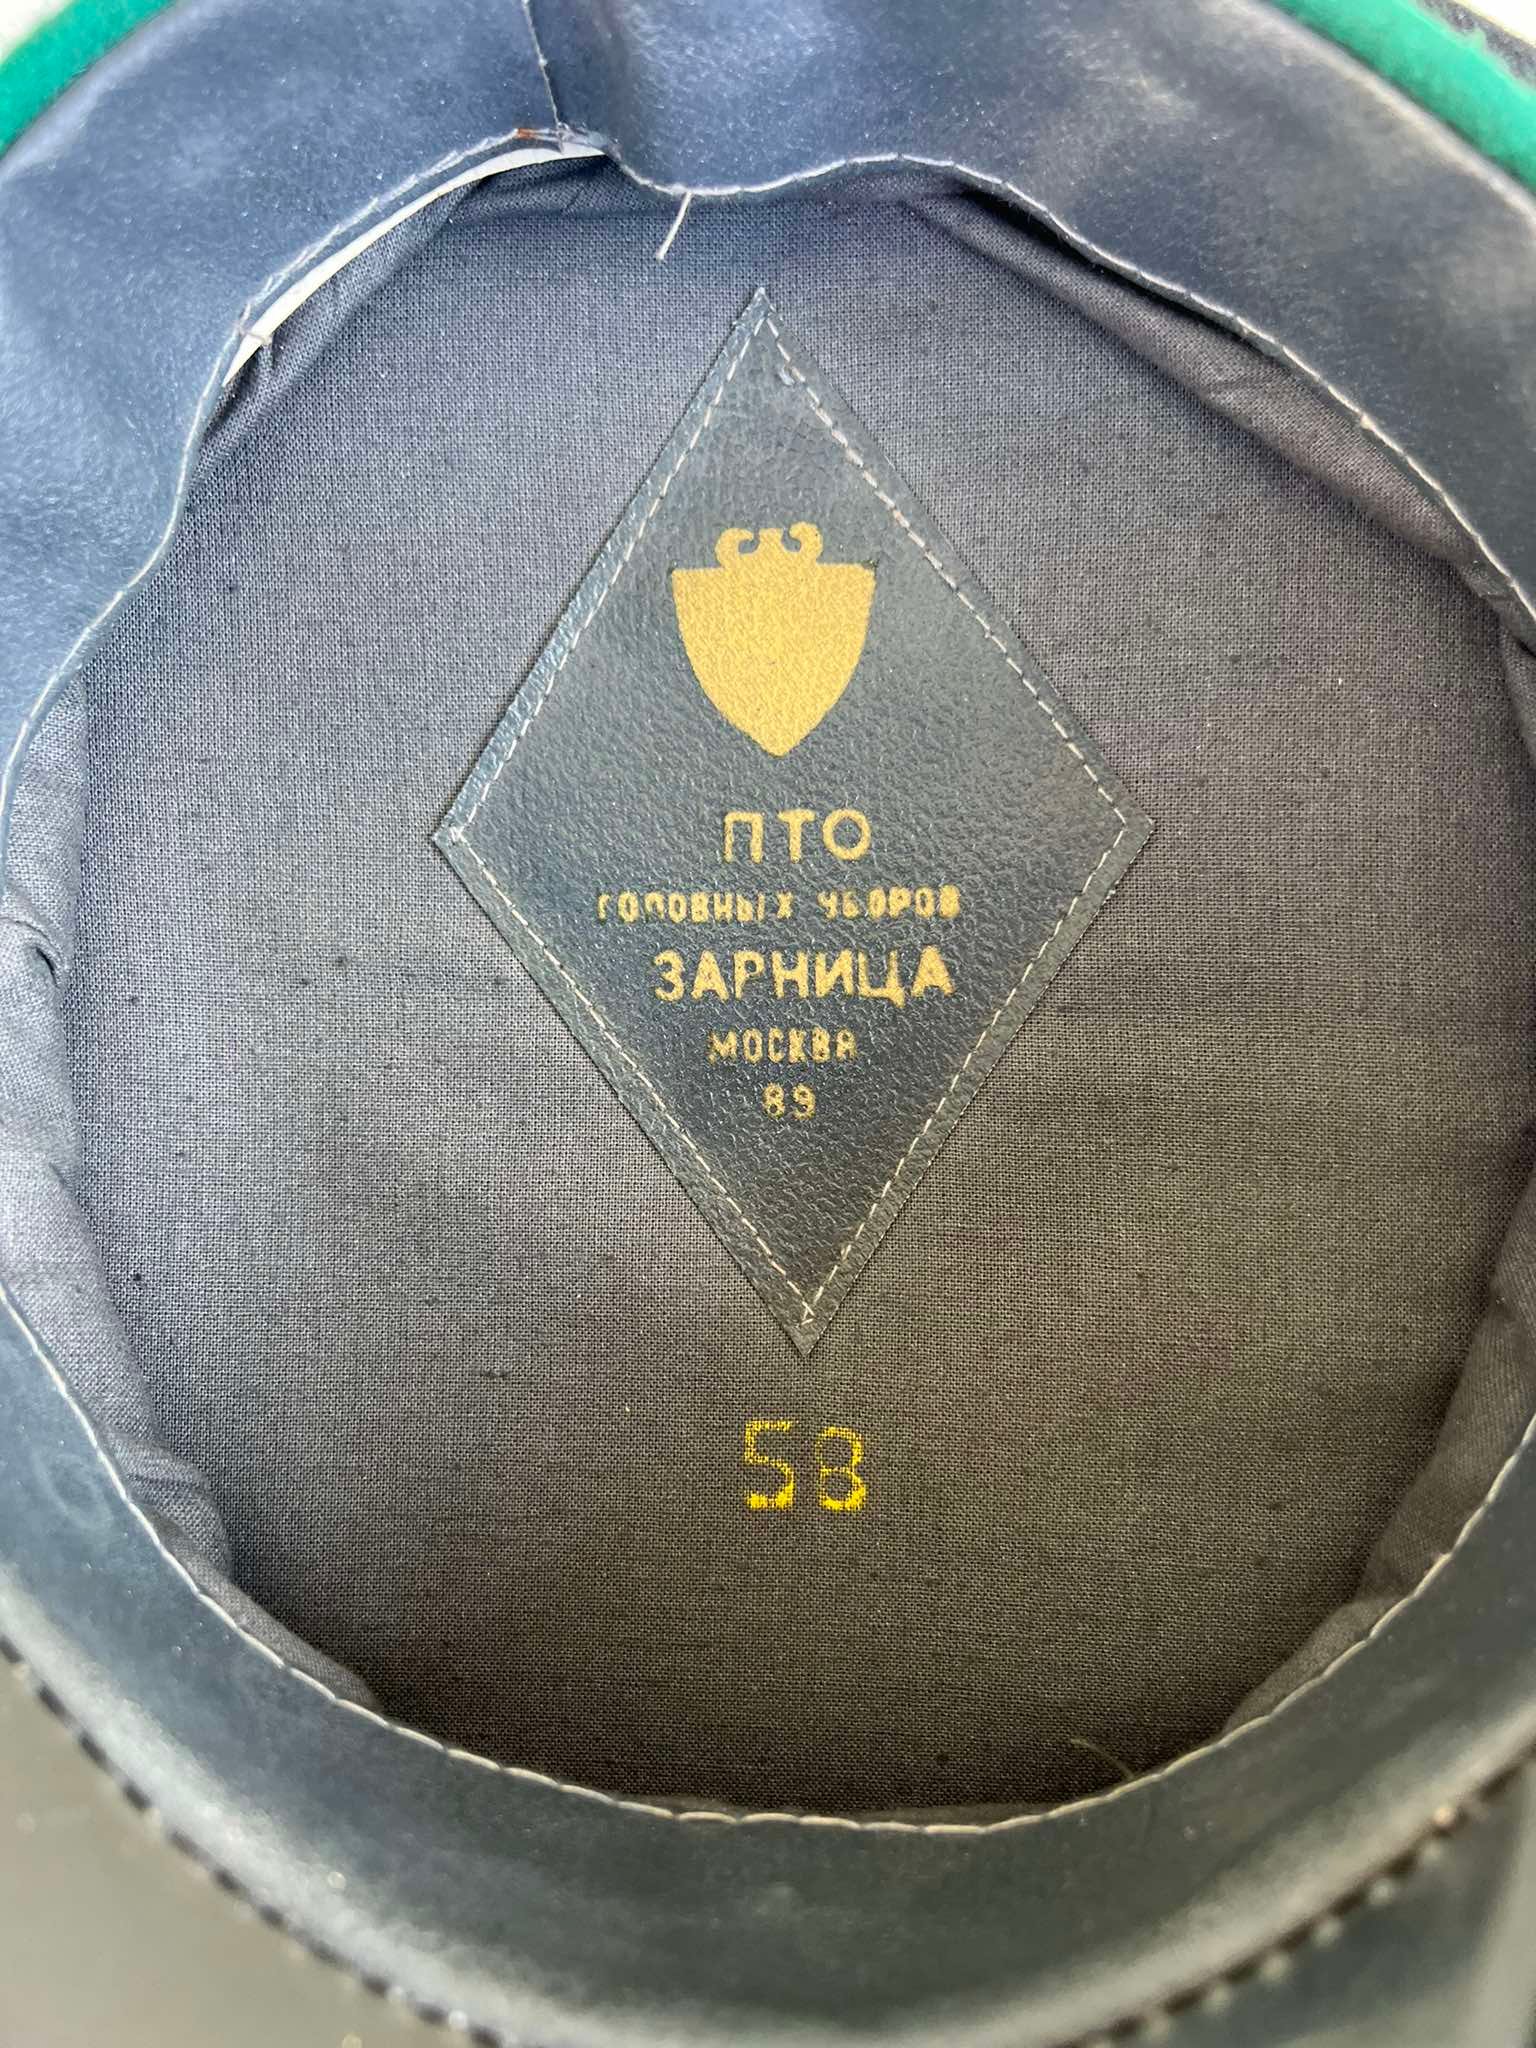 ПТО
ГОЛОВНЫХ УБОРОВ
ЗАРНИЦА
МОСКВА
89
58